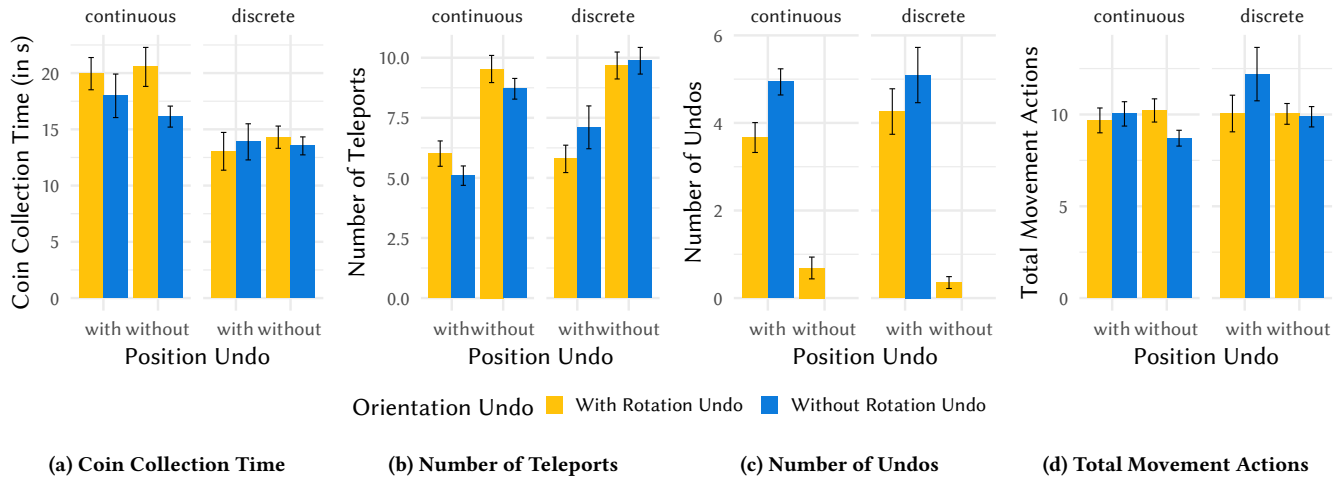 continuous
discrete
Coin Collection Time (in s)
20
15
10
5
0
with without
with without
Position Undo
continuous
discrete
Number of Teleports
10.0
7.5
5.0
2.5
0.0
with without
with without
Position Undo
continuous
discrete
Number of Undos
6
4
2
0
with without
with without
Position Undo
continuous
discrete
Total Movement Actions
10
5
0
with without
with without
Position Undo
Orientation Undo With Rotation Undo Without Rotation Undo
(a) Coin Collection Time
(b) Number of Teleports
(c) Number of Undos
(d) Total Movement Actions